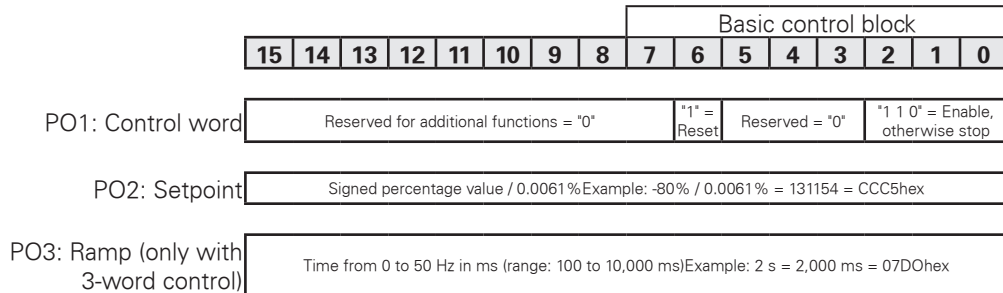 Basic control block
15 14 13 12 11 10 9 8 7 6 5 4 3 2 1 0
PO1: Control word
Reserved for additional functions = "0"
"1" =
Reset
Reserved = "0"
"1 1 0" = Enable,
otherwise stop
PO2: Setpoint
Signed percentage value / 0.0061%Example: -80% / 0.0061% = 131154 = CCC5hex
PO3: Ramp (only with
3-word control)
Time from 0 to 50 Hz in ms (range: 100 to 10,000 ms)Example: 2 s = 2,000 ms = 07DOhex